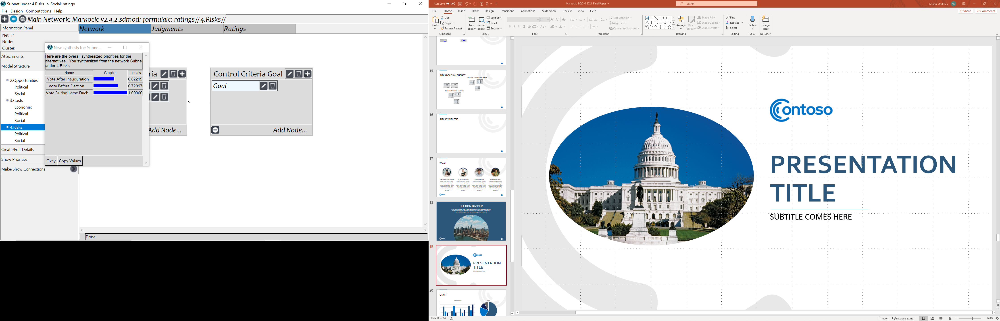 Subnet under 4.Risks -> Social: ratings
File Design Computations Help
Main Network: Markocic v2.4.2.sdmod: formulaic: ratings//4.Risks//
Information Panel
Net: 11
Node:
Cluster:
Attachments
Model Structure
2.Opportunities
Political
Social
3.Costs
Economic
Political
Social
4.Risks
Political
Social
Create/Edit Details
Show Priorities
Make/Show Connections
Network Judgments Ratings
New synthesis for: Subne...
Here are the overall synthesized priorities for the
alternatives. You synthesized from the network Subnet
under 4.Risks
Name Graphic Ideals
Vote After Inauguration 0.62219
Vote Before Election 0.72897
Vote During Lame Duck 1.00000
Okay Copy Values
ria
Add Node...
Control Criteria Goal
Goal
Add Node...
Done
AutoSave Off
Markocic_BQOM 2521_Final Paper
Search
Adrian Markocic AM
File Home Insert Draw Design Transitions Animations Slide Show Review View Help
Share Comments
Paste
Cut
Copy
Format Painter
Clipboard
New
Slide
Reuse
Slides
Layout
Reset
Section
Slides
Font
Text Direction
Align Text
Convert to SmartArt
Paragraph
Arrange
Quick
Styles
Shape Fill
Shape Outline
Shape Effects
Drawing
Find
Replace
Select
Editing
Dictate
Voice
Design
Ideas
Designer
15
RISKS DECISION SUBNET
Political Decision Subnet
Social Decision Subnet
16
RISKS SYNTHESIS
17
TEAM
18
SECTION DIVIDER
19
Contoso
PRESENTATION
TITLE
SUBTITLE COMES HERE
20
CHART
Contoso
PRESENTATION
TITLE
SUBTITLE COMES HERE
Slide 19 of 24
Notes Display Settings
165%